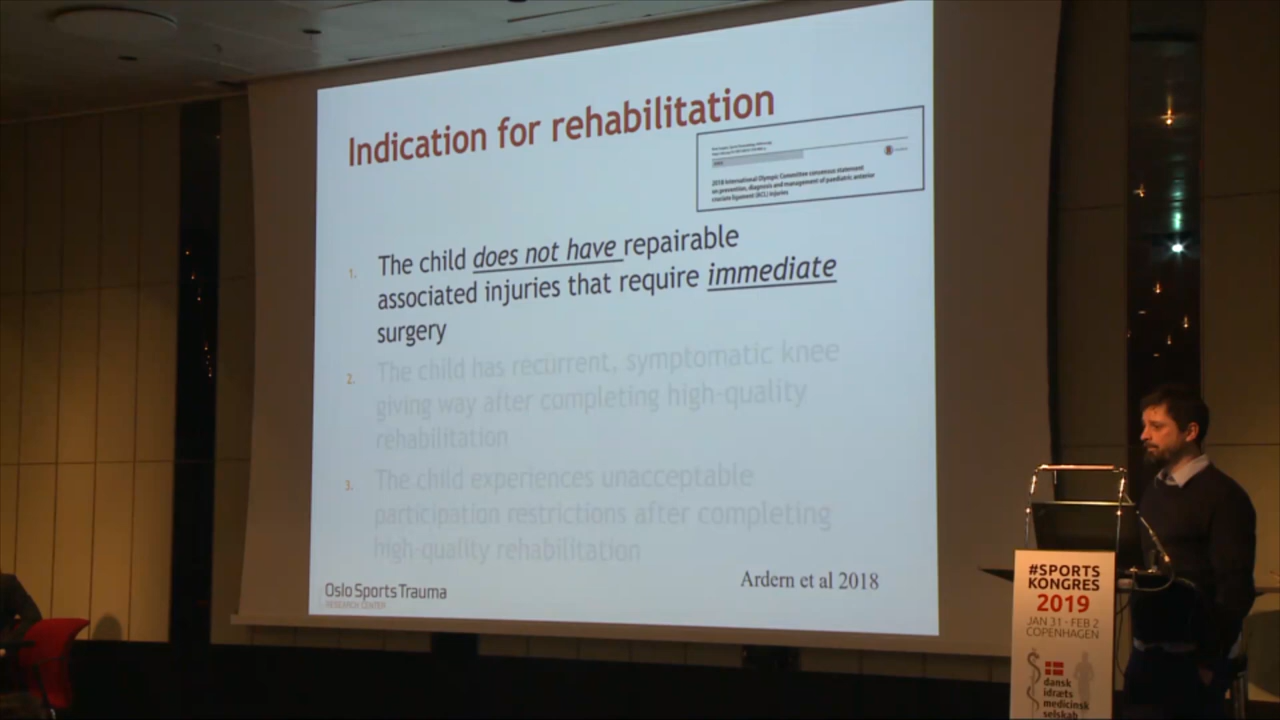 Indication for rehabilitation
2018 International Olympic Committee consensus statement
on prevention, diagnosis and management of paediatric anterior
cruciate ligament (ACL) injuries
1. The child does not have repairable
associated injuries that require immediate
surgery
2. The child has recurrent, symptomatic knee
giving way after completing high-quality
rehabilitation
3. The child experiences unacceptable
participation restrictions after completing
high-quality rehabilitation
Oslo Sports Trauma
RESEARCH CENTER
Ardern et al 2018
#SPORTS
KONGRES
2019
JAN 31 - FEB 2
COPENHAGEN
dansk
idræts
medicinsk
selskab